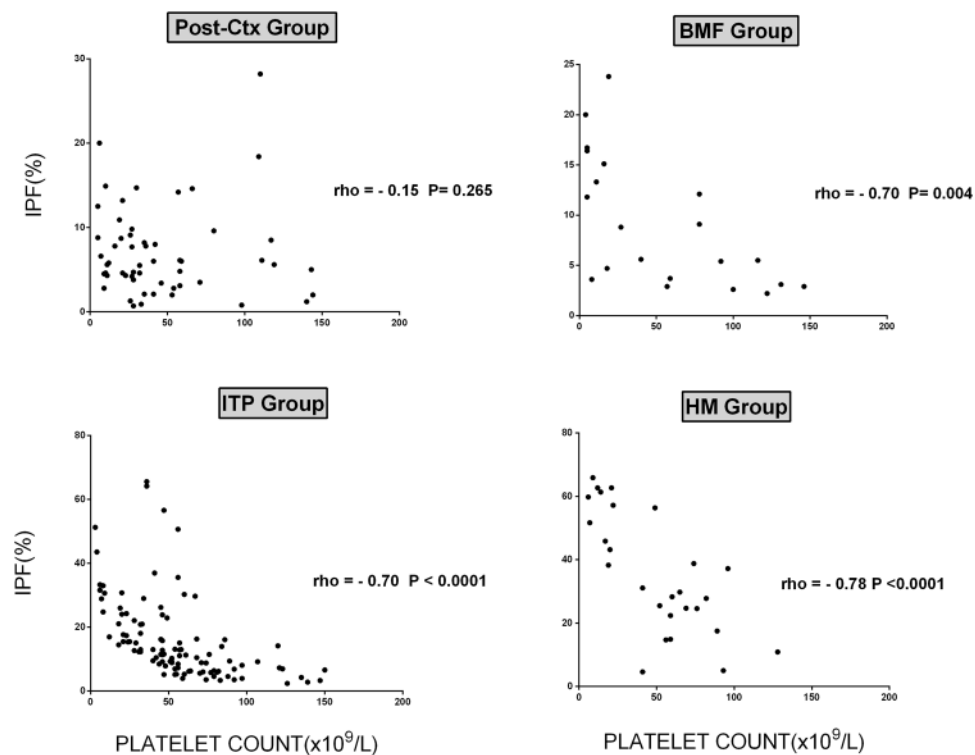 Post-Ctx Group
BMF Group
30
20
10
0
0 50 100 150 200
IPF(%)
rho = - 0.15 P= 0.265
25
20
15
10
5
0
0 50 100 150 200
rho = - 0.70 P= 0.004
ITP Group
HM Group
80
60
40
20
0
0 50 100 150 200
IPF(%)
rho = - 0.70 P < 0.0001
PLATELET COUNT(x10⁹/L)
80
60
40
20
0
0 50 100 150 200
rho = - 0.78 P <0.0001
PLATELET COUNT(x10⁹/L)